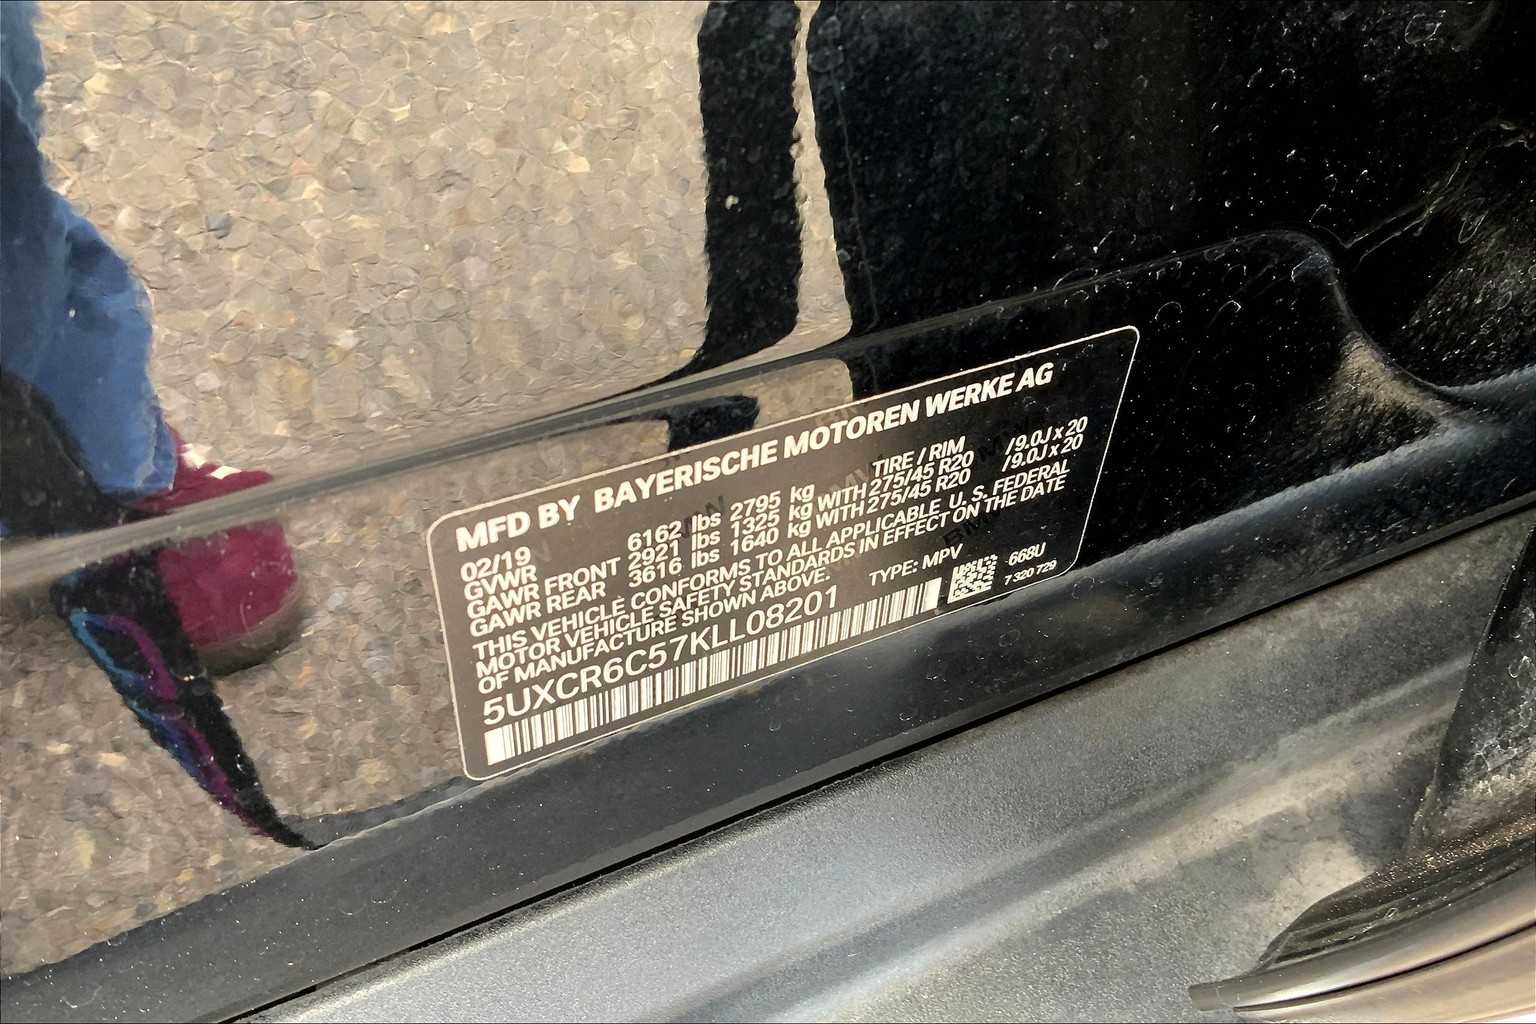 MFD BY BAYERISCHE MOTOREN WERKE AG
02/19 TIRE / RIM
GVWR 6162 lbs 2795 kg
GAWR FRONT 2921 lbs 1325 kg WITH 275/45 R20 /9.0J x 20
GAWR REAR 3616 lbs 1640 kg WITH 275/45 R20 /9.0J x 20
THIS VEHICLE CONFORMS TO ALL APPLICABLE U. S. FEDERAL
MOTOR VEHICLE SAFETY STANDARDS IN EFFECT ON THE DATE
OF MANUFACTURE SHOWN ABOVE.
TYPE: MPV 668U
5UXCR6C57KLL08201
7 320 729